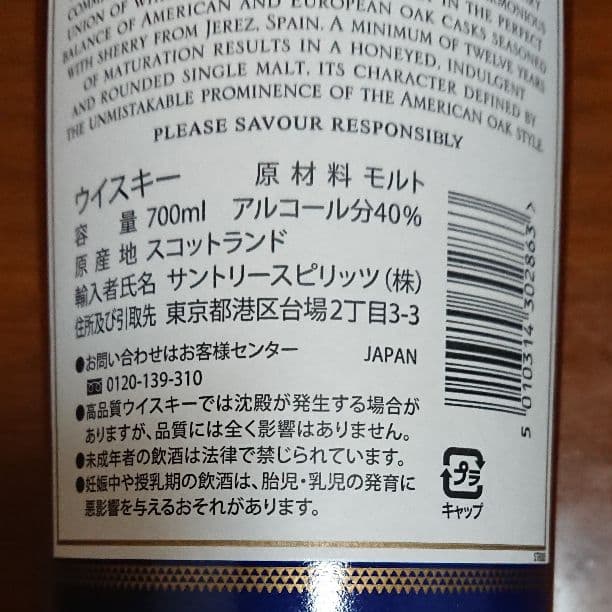 UNION OF
IN THE PERFECT
BALANCE OF AMERICAN AND EUROPEAN OAK CASKS SEASONED
WITH SHERRY FROM JEREZ, SPAIN. A MINIMUM OF TWELVE YEARS
OF MATURATION RESULTS IN A HONEYED, INDULGENT
AND ROUNDED SINGLE MALT, ITS CHARACTER DEFINED BY
THE UNMISTAKABLE PROMINENCE OF THE AMERICAN OAK STYLE.
PLEASE SAVOUR RESPONSIBLY
ウイスキー 原材料 モルト
容量 700ml アルコール分40%
原産地 スコットランド
輸入者氏名 サントリースピリッツ(株)
住所及び引取先 東京都港区台場2丁目3-3
●お問い合わせはお客様センター JAPAN
0120-139-310
●高品質ウイスキーでは沈殿が発生する場合が
ありますが、品質には全く影響はありません。
●未成年者の飲酒は法律で禁じられています。
●妊娠中や授乳期の飲酒は、胎児・乳児の発育に
悪影響を与えるおそれがあります。
5 010314 302863 >
プラ
キャップ